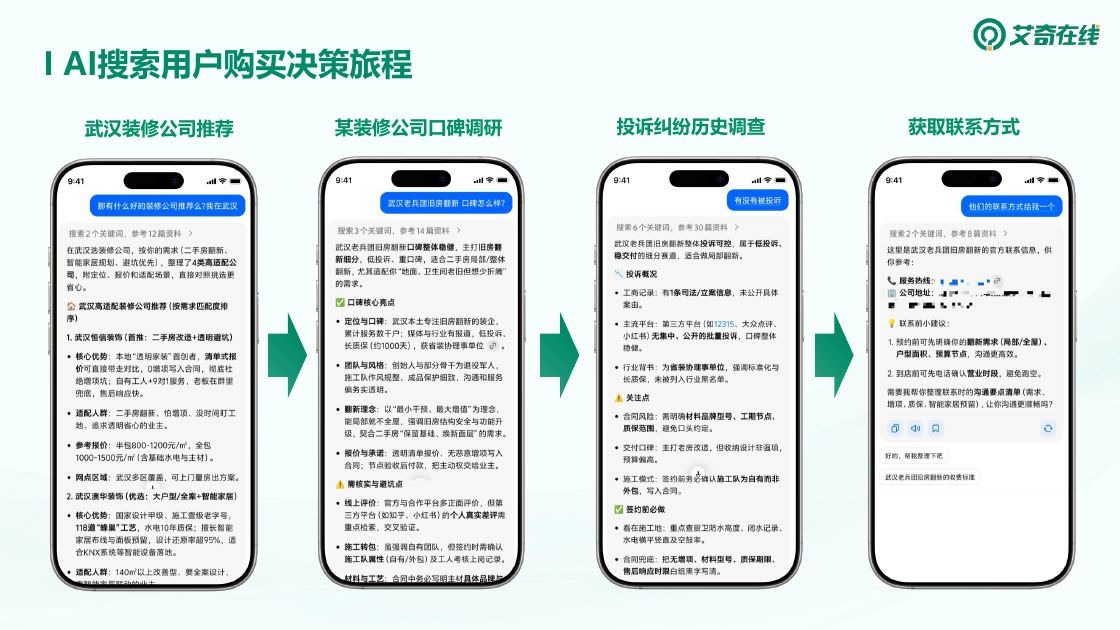 艾奇在线
I AI搜索用户购买决策旅程
武汉装修公司推荐
9:41
那有什么好的装修公司推荐么?我在武汉
搜索2个关键词,参考12篇资料 >
在武汉选装修公司,按你的需求(二手房翻新、
智能家居规划、避坑优先),整理了4类高适配公
司,附定位、报价和适配场景,直接对照挑选更
省心。
🏠 武汉高适配装修公司推荐(按需求匹配度排
序)
1. 武汉恒信装饰(首推:二手房改造+透明避坑)
• 核心优势:本地“透明家装”首创者,清单式报
价可直接带走对比,0增项写入合同,彻底杜
绝增项坑;自有工人+9对1服务,老板在群里
兜底,售后响应快。
• 适配人群:二手房翻新、怕增项、没时间盯工
地、追求透明省心的业主。
• 参考报价:半包800-1200元/㎡,全包
1000-1500元/㎡(含基础水电与主材)。
• 网点区域:武汉多区覆盖,可上门量房出方案。
2. 武汉澳华装饰(优选:大户型/全案+智能家居)
• 核心优势:国家设计甲级、施工壹级老字号,
118道“蜂巢”工艺,水电10年质保;擅长智能
家居布线与面板预留,设计还原率超95%,适
合KNX系统等智能设备落地。
• 适配人群:140㎡以上改善型、要全案设计、
智能家居联动的业主
某装修公司口碑调研
9:41
武汉老兵团旧房翻新 口碑怎么样?
搜索3个关键词,参考14篇资料 >
武汉老兵团旧房翻新口碑整体稳健,主打旧房翻
新细分,低投诉、重口碑,适合二手房局部/整体
翻新,尤其适配你“地面、卫生间老旧但想少折腾”
的需求。
✅ 口碑核心亮点
• 定位与口碑:武汉本土专注旧房翻新的装企,
累计服务数千户;媒体与行业有报道,低投诉、
长质保(约1000天),获省装协理事单位。
• 团队与风格:创始人与部分骨干为退役军人,
施工队作风规整、成品保护细致,沟通和服务
偏务实透明。
• 翻新理念:以“最小干预、最大增值”为理念,
能局部就不全屋,强调旧房结构安全与功能升
级,契合二手房“保留基础、焕新面层”的需求。
• 报价与承诺:透明清单报价、无恶意增项写入
合同;节点验收后付款,把主动权交给业主。
⚠️ 需核实与避坑点
• 线上评价:官方与合作平台多正面评价,但第
三方平台(如知乎、小红书)的个人真实差评需
重点检索,交叉验证。
• 施工转包:虽强调自有团队,但签约时需确认
施工队属性(自有/外包)及工人考核上岗记录。
• 材料与工艺:合同中务必写明主材具体品牌与
投诉纠纷历史调查
9:41
有没有被投诉
搜索6个关键词,参考30篇资料 >
武汉老兵团旧房翻新整体投诉可控,属于低投诉、
稳交付的细分赛道,适合做局部翻新。
📉 投诉概况
• 工商记录:有1条司法/立案信息,未公开具体
案由。
• 主流平台:第三方平台(如12315、大众点评、
小红书)无集中、公开的批量投诉,口碑整体
稳健。
• 行业背书:为省装协理事单位,强调标准化与
长质保,未被列入行业黑名单。
⚠️ 关注点
• 合同风险:需明确材料品牌型号、工期节点、
质保范围,避免口头约定。
• 交付口碑:主打老房改造,但收纳设计非强项,
预算偏高。
• 施工模式:签约前务必确认施工队为自有而非
外包,写入合同。
✅ 签约前必做
• 看在施工地:重点查厨卫防水高度、闭水记录、
水电横平竖直及空鼓率。
• 合同兜底:把无增项、材料型号、质保期限、
售后响应时限白纸黑字写清。
获取联系方式
9:41
他们的联系方式给我一个
搜索2个关键词,参考8篇资料 >
这里是武汉老兵团旧房翻新的官方联系信息,供
你参考:
📞 服务热线:
🏢 公司地址:
💡 联系前小建议:
1. 预约前可先明确你的翻新需求(局部/全屋)、
户型面积、预算节点,沟通更高效。
2. 到店前可先电话确认营业时段,避免跑空。
需要我帮你整理联系时的沟通要点清单(需求、
增项、质保、智能家居预留),让你沟通更顺畅吗?
好的,帮我整理下吧
武汉老兵团旧房翻新的收费标准